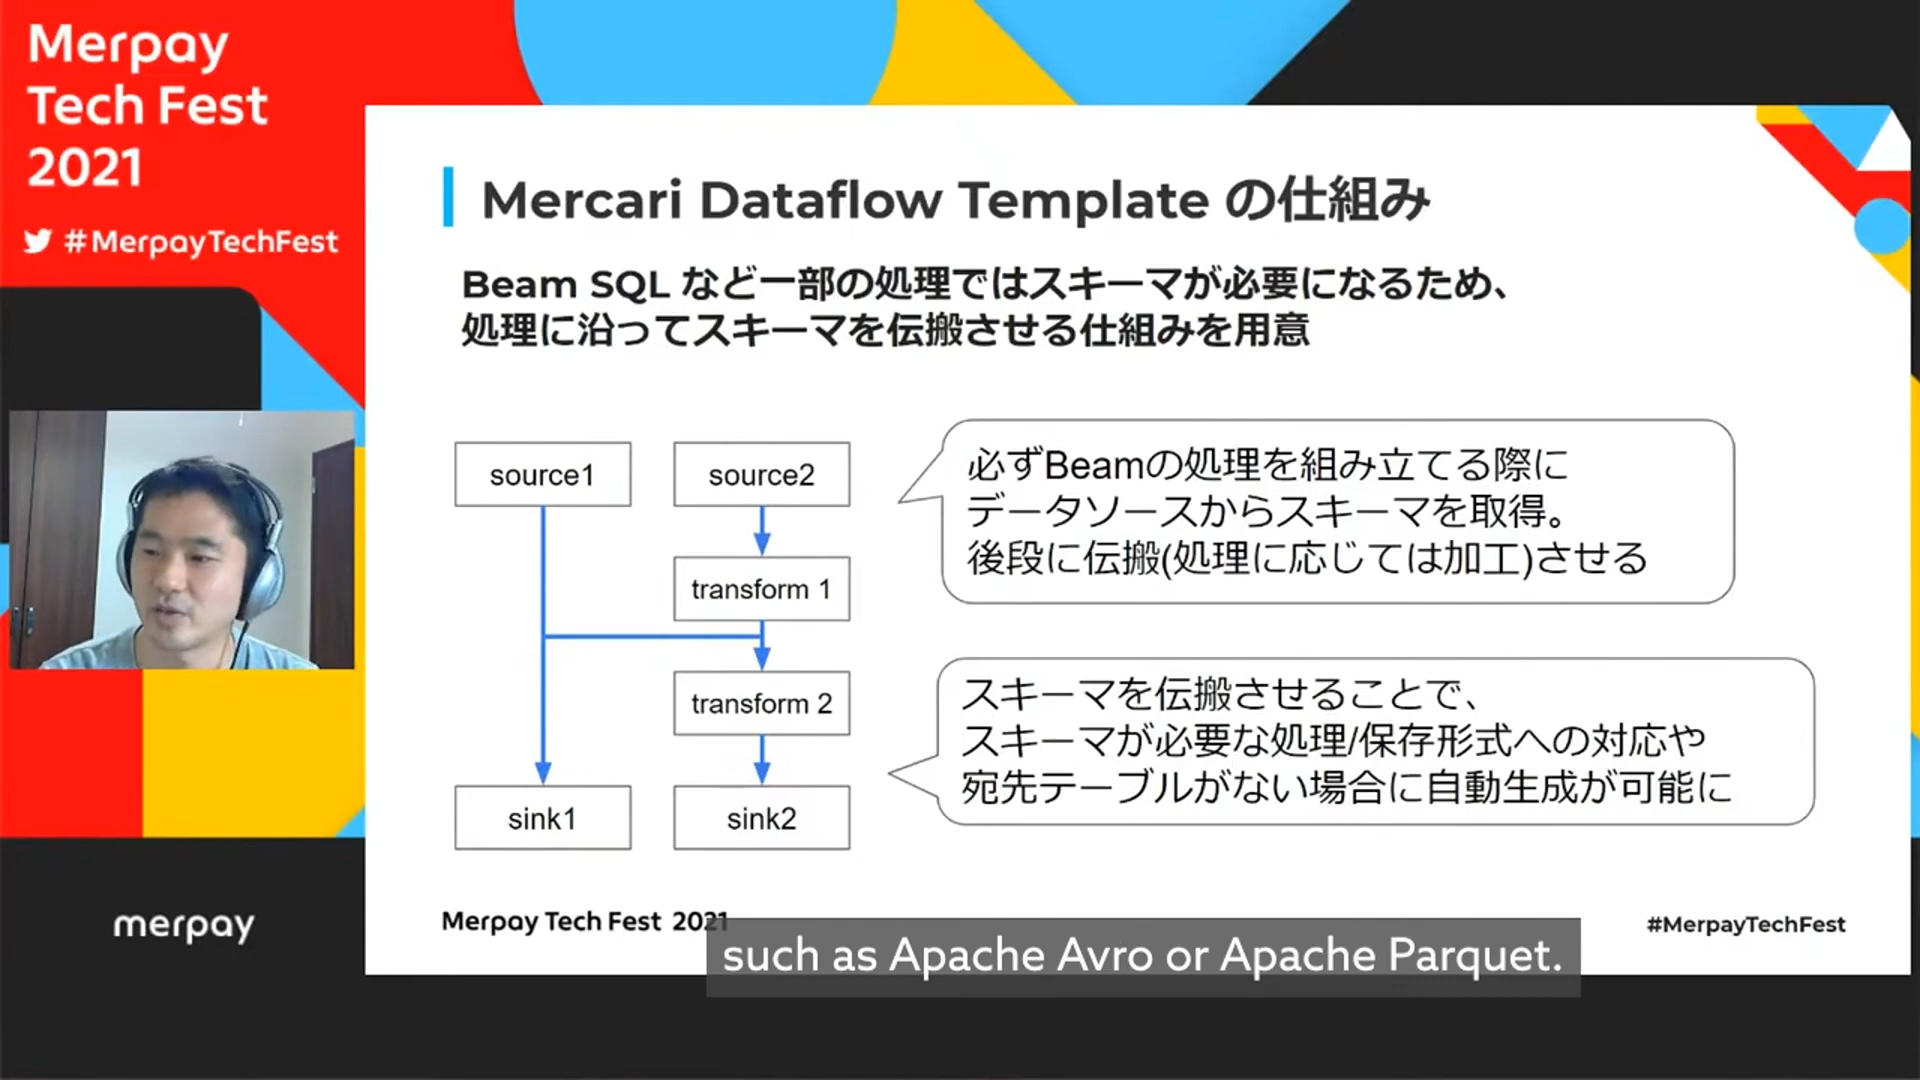 Merpay
Tech Fest
2021
#MerpayTechFest
Mercari Dataflow Template の仕組み
Beam SQL など一部の処理ではスキーマが必要になるため、
処理に沿ってスキーマを伝搬させる仕組みを用意
source1
source2
必ずBeamの処理を組み立てる際に
データソースからスキーマを取得。
後段に伝搬(処理に応じては加工)させる
transform 1
transform 2
スキーマを伝搬させることで、
スキーマが必要な処理/保存形式への対応や
宛先テーブルがない場合に自動生成が可能に
sink1
sink2
merpay
Merpay Tech Fest 2021
#MerpayTechFest
such as Apache Avro or Apache Parquet.